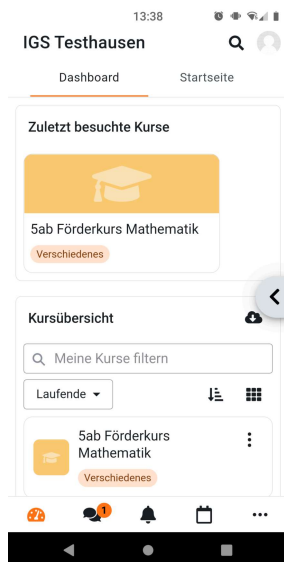 13:38
IGS Testhausen
Dashboard
Startseite
Zuletzt besuchte Kurse
5ab Förderkurs Mathematik
Verschiedenes
Kursübersicht
Meine Kurse filtern
Laufende
5ab Förderkurs
Mathematik
Verschiedenes
1